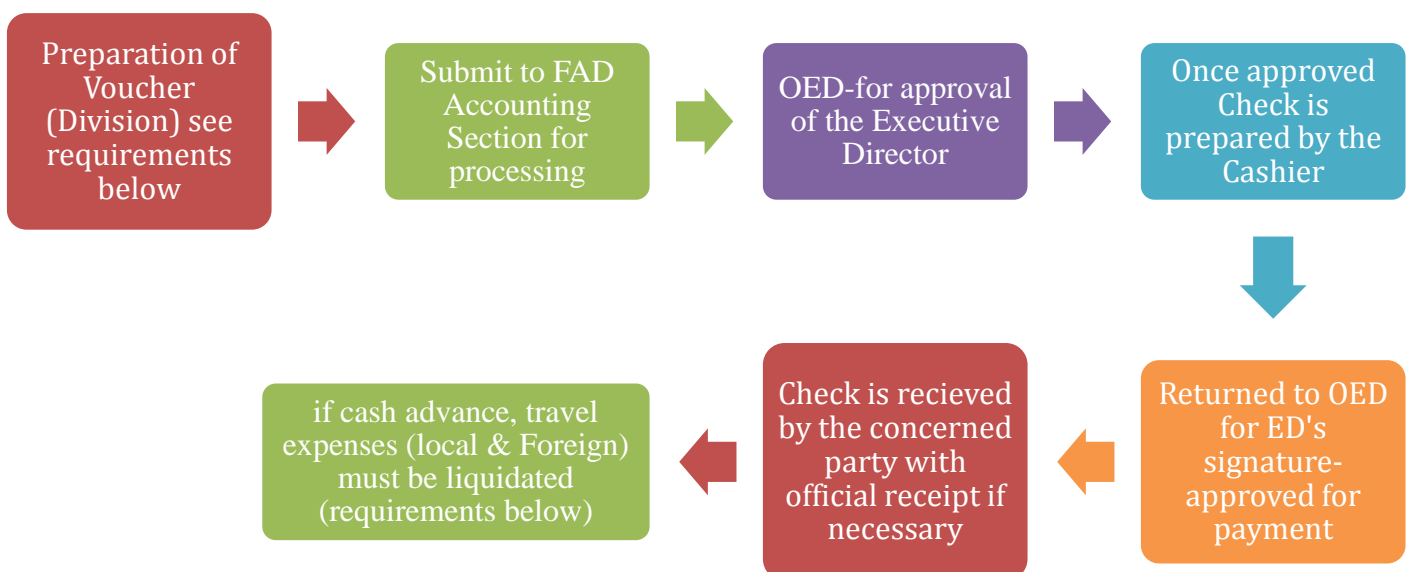 Preparation of
Voucher
(Division) see
requirements
below
Submit to FAD
Accounting
Section for
processing
OED-for approval
of the Executive
Director
Once approved
Check is
prepared by the
Cashier
Returned to OED
for ED's
signature-
approved for
payment
Check is recieved
by the concerned
party with
official receipt if
necessary
if cash advance, travel
expenses (local & Foreign)
must be liquidated
(requirements below)